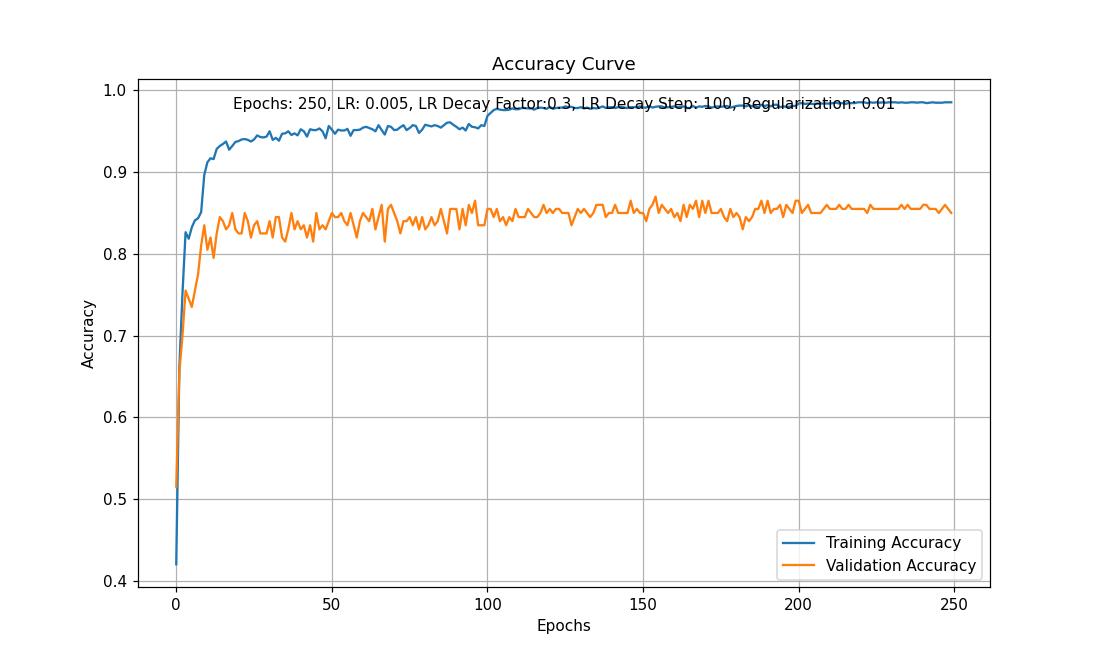 Accuracy Curve
Epochs: 250, LR: 0.005, LR Decay Factor:0.3, LR Decay Step: 100, Regularization: 0.01
1.0
0.9
0.8
0.7
0.6
0.5
0.4
Accuracy
Training Accuracy
Validation Accuracy
0 50 100 150 200 250
Epochs